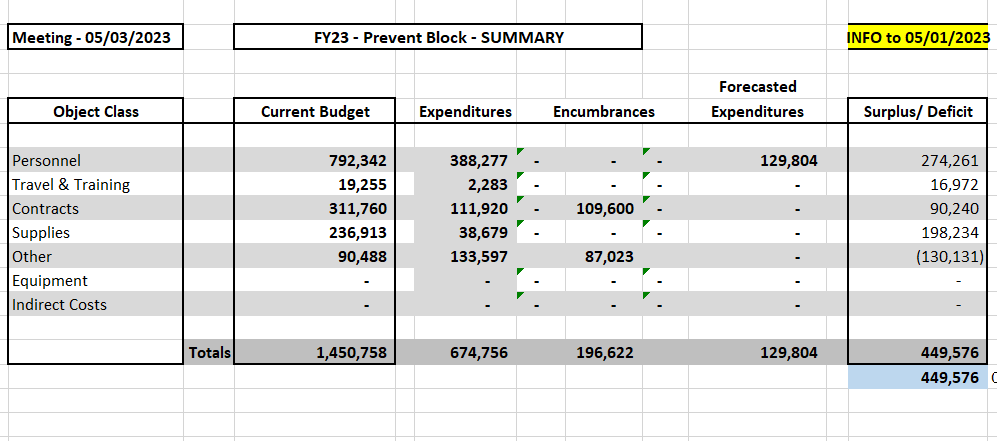 Meeting - 05/03/2023 FY23 - Prevent Block - SUMMARY INFO to 05/01/2023
Forecasted
Object Class Current Budget Expenditures Encumbrances Expenditures Surplus/ Deficit
Personnel 792,342 388,277 - - - 129,804 274,261
Travel & Training 19,255 2,283 - - - - 16,972
Contracts 311,760 111,920 - 109,600 - - 90,240
Supplies 236,913 38,679 - - - - 198,234
Other 90,488 133,597 87,023 - (130,131)
Equipment - - - - - - -
Indirect Costs - - - - - - -
Totals 1,450,758 674,756 196,622 129,804 449,576
449,576